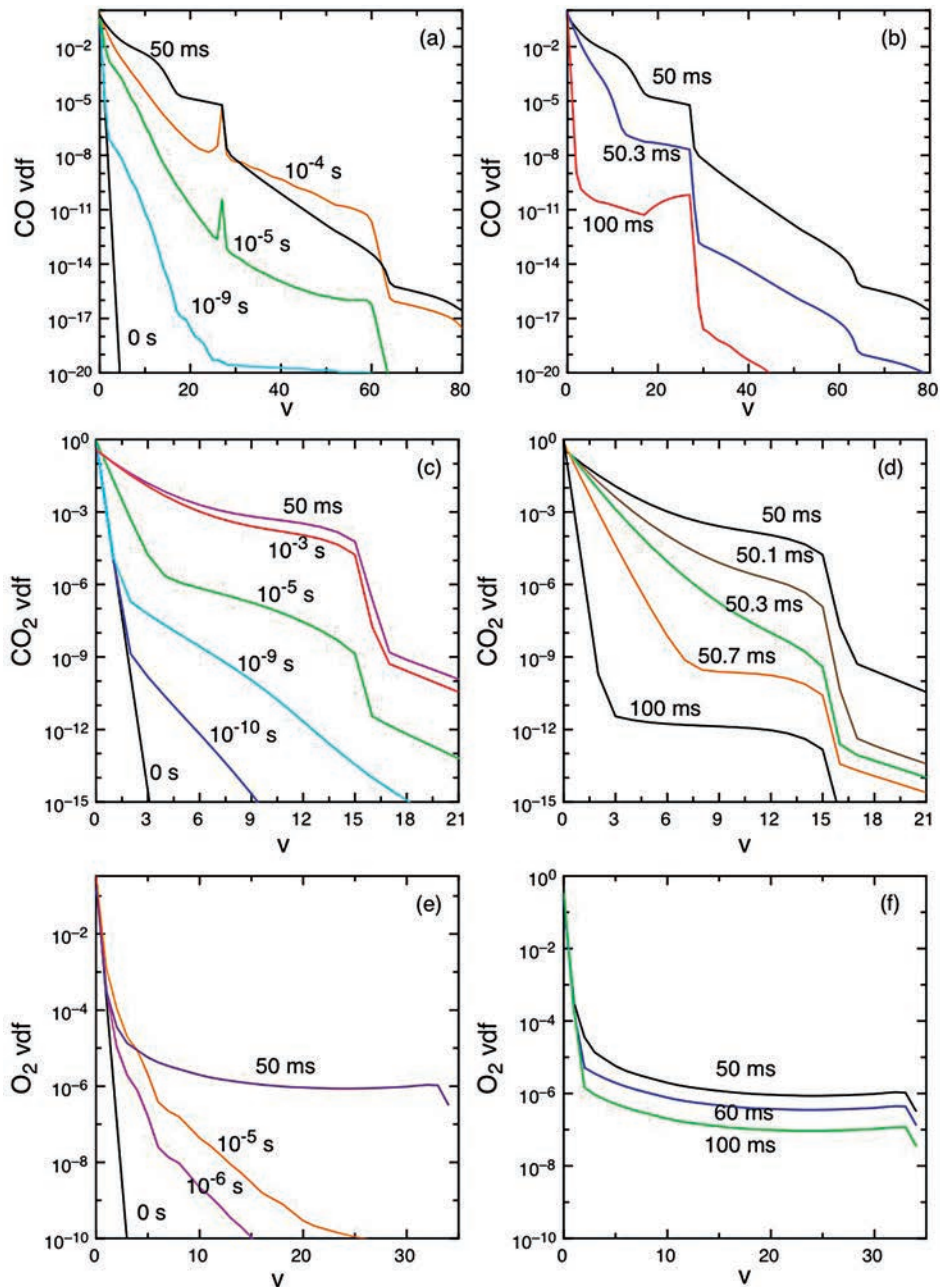 (a)
CO vdf
10⁻²
10⁻⁵
10⁻⁸
10⁻¹¹
10⁻¹⁴
10⁻¹⁷
10⁻²⁰
50 ms
10⁻⁴ s
10⁻⁵ s
10⁻⁹ s
0 s
0 20 40 60 80
v
(b)
CO vdf
10⁻²
10⁻⁵
10⁻⁸
10⁻¹¹
10⁻¹⁴
10⁻¹⁷
10⁻²⁰
50 ms
50.3 ms
100 ms
0 20 40 60 80
v
(c)
CO₂ vdf
10⁰
10⁻³
10⁻⁶
10⁻⁹
10⁻¹²
10⁻¹⁵
50 ms
10⁻³ s
10⁻⁵ s
10⁻⁹ s
10⁻¹⁰ s
0 s
0 3 6 9 12 15 18 21
v
(d)
CO₂ vdf
10⁰
10⁻³
10⁻⁶
10⁻⁹
10⁻¹²
10⁻¹⁵
50 ms
50.1 ms
50.3 ms
50.7 ms
100 ms
0 3 6 9 12 15 18 21
v
(e)
O₂ vdf
10⁻²
10⁻⁴
10⁻⁶
10⁻⁸
10⁻¹⁰
50 ms
10⁻⁵ s
10⁻⁶ s
0 s
0 10 20 30
v
(f)
O₂ vdf
10⁰
10⁻²
10⁻⁴
10⁻⁶
10⁻⁸
10⁻¹⁰
50 ms
60 ms
100 ms
0 10 20 30
v